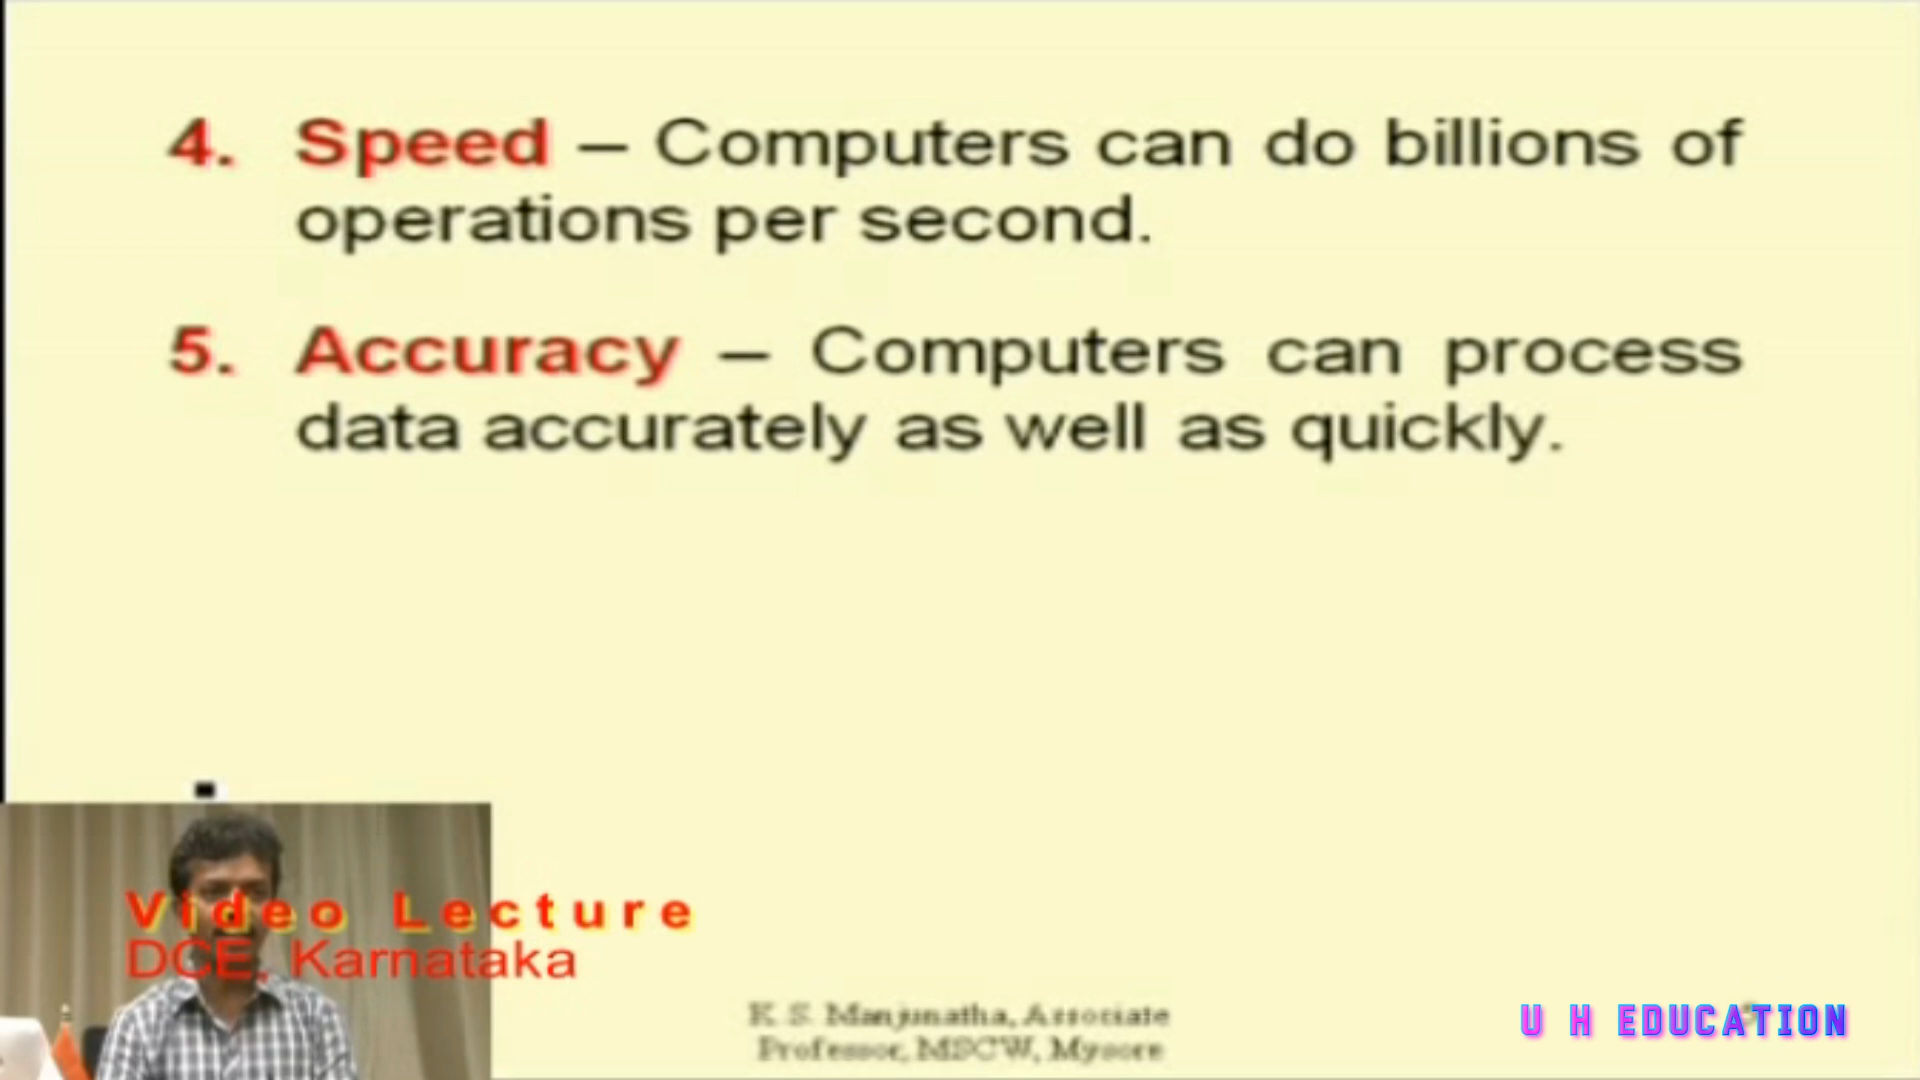 4. Speed – Computers can do billions of
operations per second.
5. Accuracy – Computers can process
data accurately as well as quickly.
Video Lecture
DCE, Karnataka
K. S. Manjunatha, Associate
Professor, MSCW, Mysore
U H EDUCATION